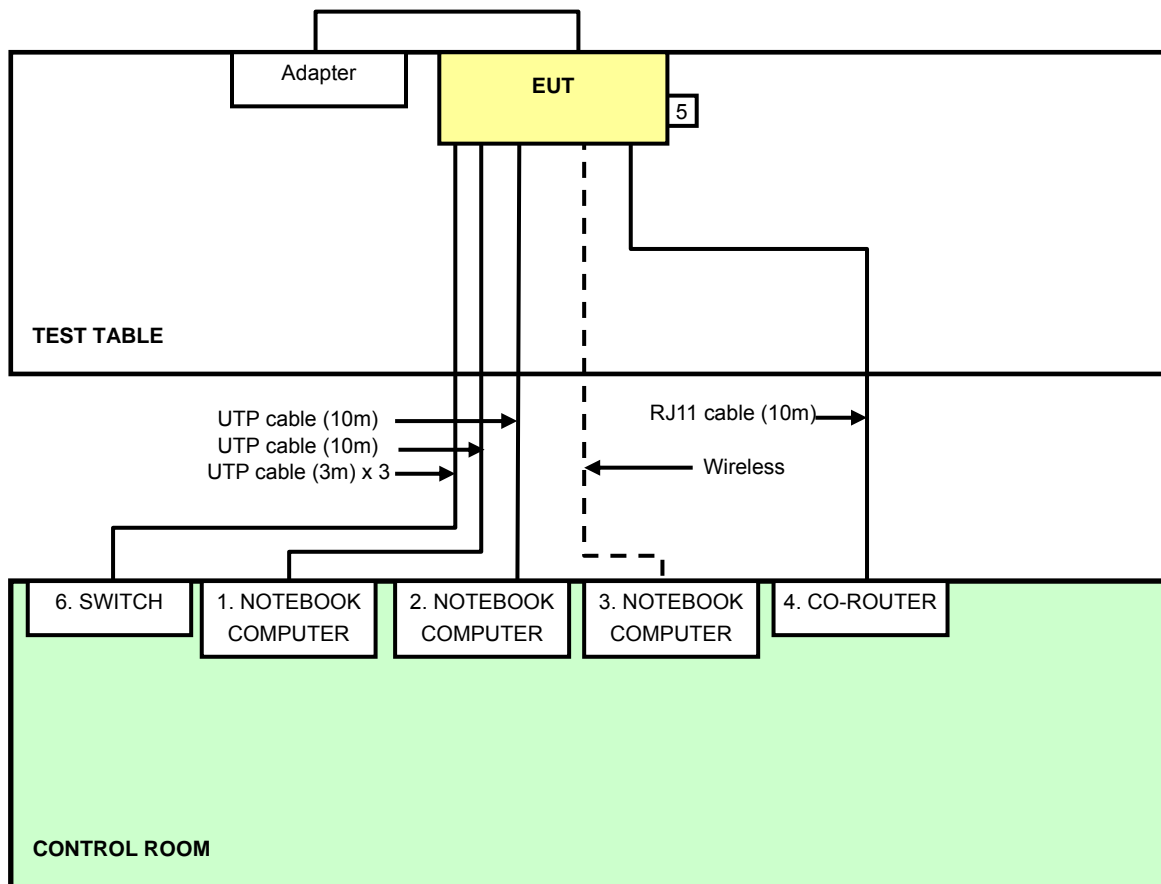 Adapter
EUT
5
TEST TABLE
UTP cable (10m)
UTP cable (10m)
UTP cable (3m) x 3
RJ11 cable (10m)
Wireless
6. SWITCH
1. NOTEBOOK
COMPUTER
2. NOTEBOOK
COMPUTER
3. NOTEBOOK
COMPUTER
4. CO-ROUTER
CONTROL ROOM